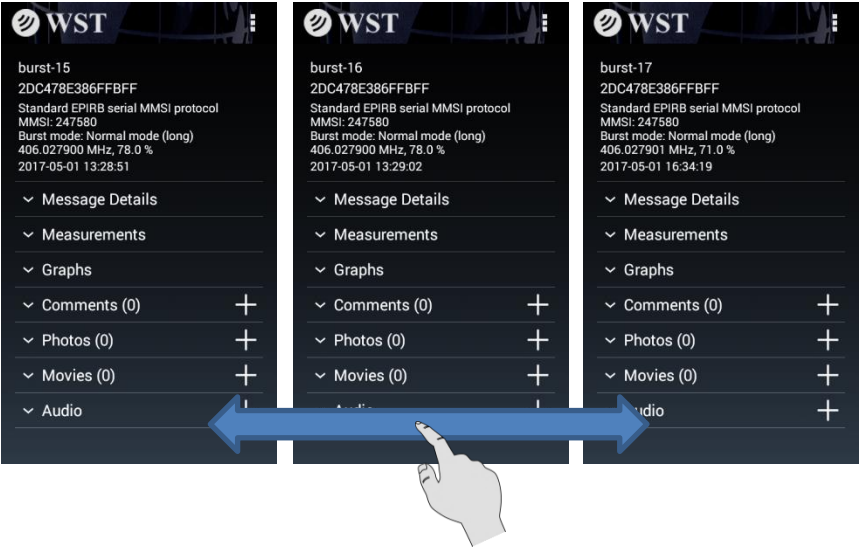 WST
burst-15
2DC478E386FFBFF
Standard EPIRB serial MMSI protocol
MMSI: 247580
Burst mode: Normal mode (long)
406.027900 MHz, 78.0 %
2017-05-01 13:28:51
Message Details
Measurements
Graphs
Comments (0)
Photos (0)
Movies (0)
Audio
WST
burst-16
2DC478E386FFBFF
Standard EPIRB serial MMSI protocol
MMSI: 247580
Burst mode: Normal mode (long)
406.027900 MHz, 78.0 %
2017-05-01 13:29:02
Message Details
Measurements
Graphs
Comments (0)
Photos (0)
Movies (0)
WST
burst-17
2DC478E386FFBFF
Standard EPIRB serial MMSI protocol
MMSI: 247580
Burst mode: Normal mode (long)
406.027901 MHz, 71.0 %
2017-05-01 16:34:19
Message Details
Measurements
Graphs
Comments (0)
Photos (0)
Movies (0)
udio